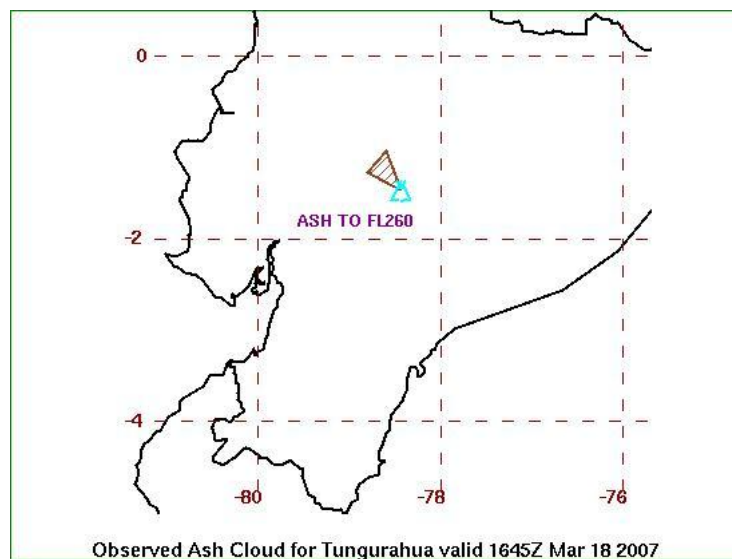 0
ASH TO FL260
-2
-4
-80 -78 -76
Observed Ash Cloud for Tungurahua valid 1645Z Mar 18 2007